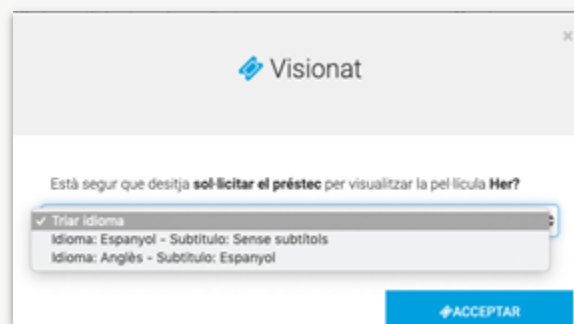 Visionat
Està segur que desitja sol·licitar el préstec per visualitzar la pel·lícula Her?
Triar idioma
Idioma: Espanyol - Subtitulo: Sense subtítols
Idioma: Anglès - Subtitulo: Espanyol
ACCEPTAR